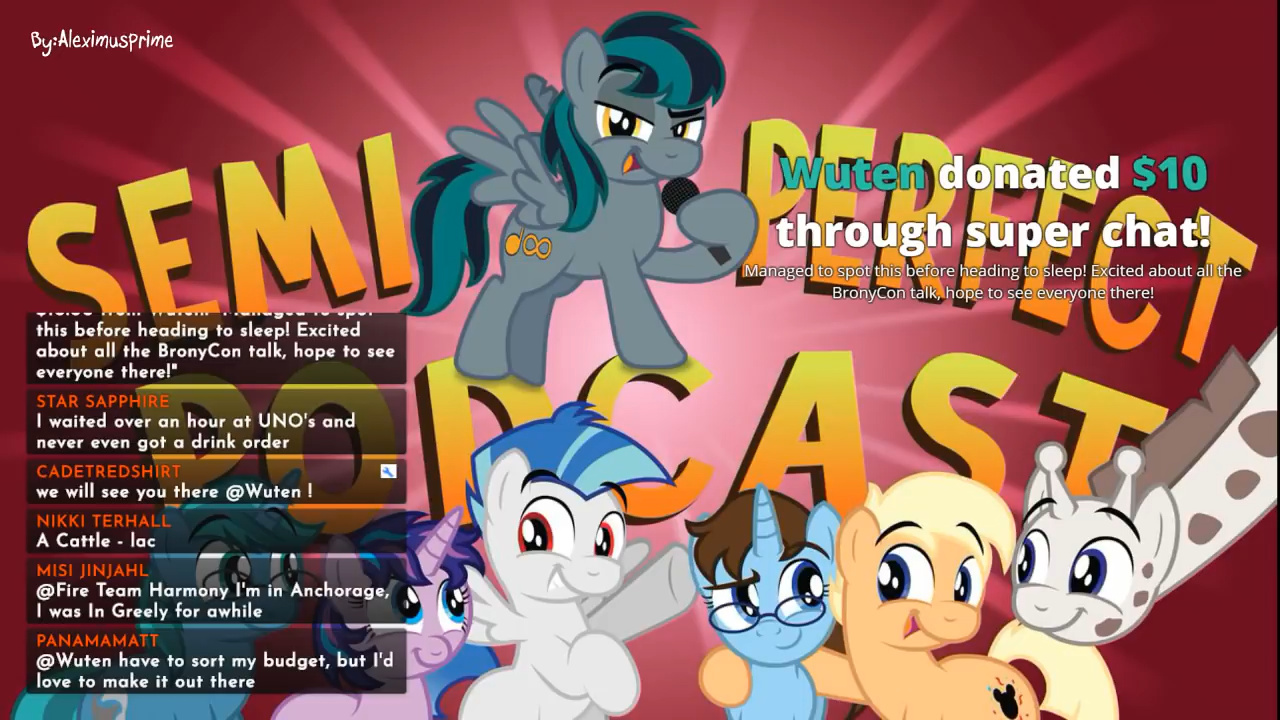 By:Aleximusprime
SEMI PERFECT
PODCAST
Wuten donated $10
through super chat!
Managed to spot this before heading to sleep! Excited about all the
BronyCon talk, hope to see everyone there!
this before heading to sleep! Excited
about all the BronyCon talk, hope to see
everyone there!"
STAR SAPPHIRE
I waited over an hour at UNO's and
never even got a drink order
CADETREDSHIRT
we will see you there @Wuten !
NIKKI TERHALL
A Cattle - lac
MISI JINJAHL
@Fire Team Harmony I'm in Anchorage,
I was In Greely for awhile
PANAMAMATT
@Wuten have to sort my budget, but I'd
love to make it out there